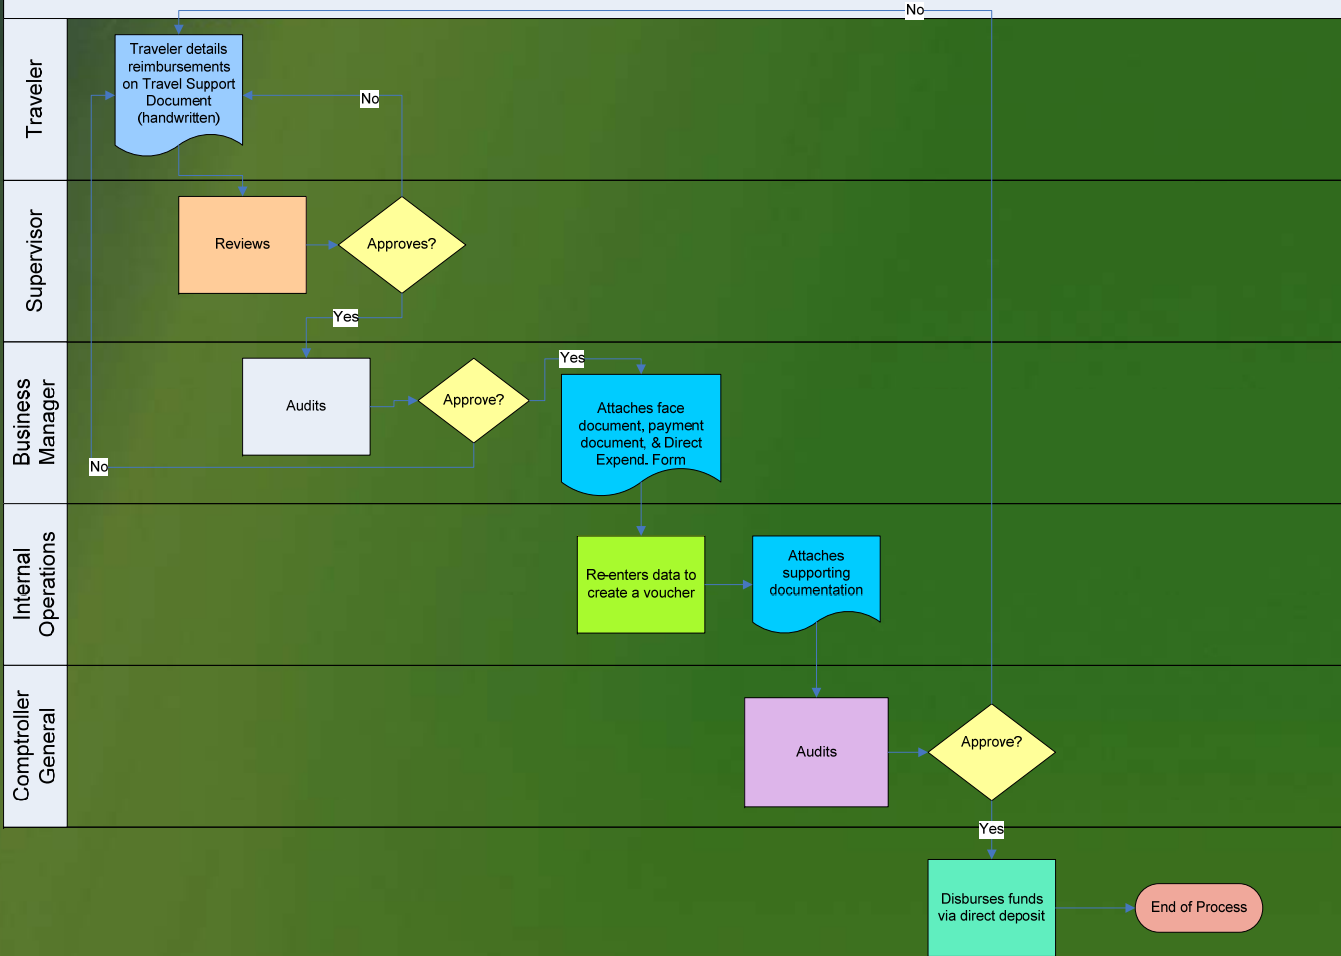 No
Traveler
Traveler details
reimbursements
on Travel Support
Document
(handwritten)
No
Supervisor
Reviews
Approves?
Yes
Business
Manager
Audits
Approve?
Yes
Attaches face
document, payment
document, & Direct
Expend. Form
No
Internal
Operations
Re-enters data to
create a voucher
Attaches
supporting
documentation
Comptroller
General
Audits
Approve?
Yes
Disburses funds
via direct deposit
End of Process